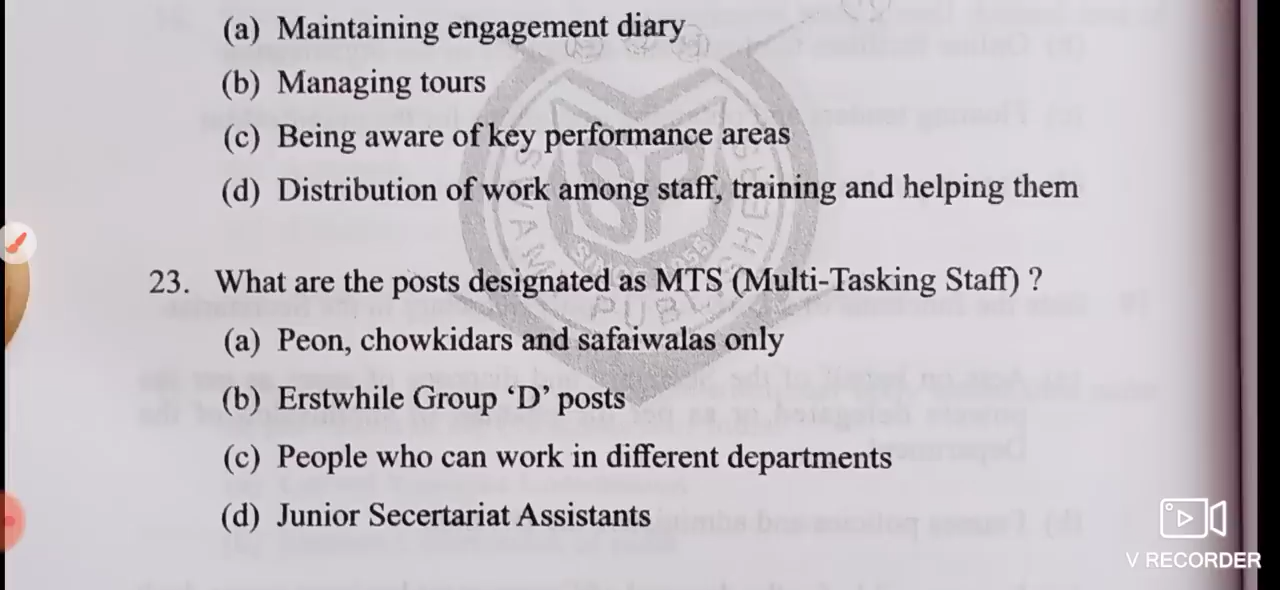 (a) Maintaining engagement diary
(b) Managing tours
(c) Being aware of key performance areas
(d) Distribution of work among staff, training and helping them
23. What are the posts designated as MTS (Multi-Tasking Staff) ?
(a) Peon, chowkidars and safaiwalas only
(b) Erstwhile Group ‘D’ posts
(c) People who can work in different departments
(d) Junior Secertariat Assistants
V RECORDER